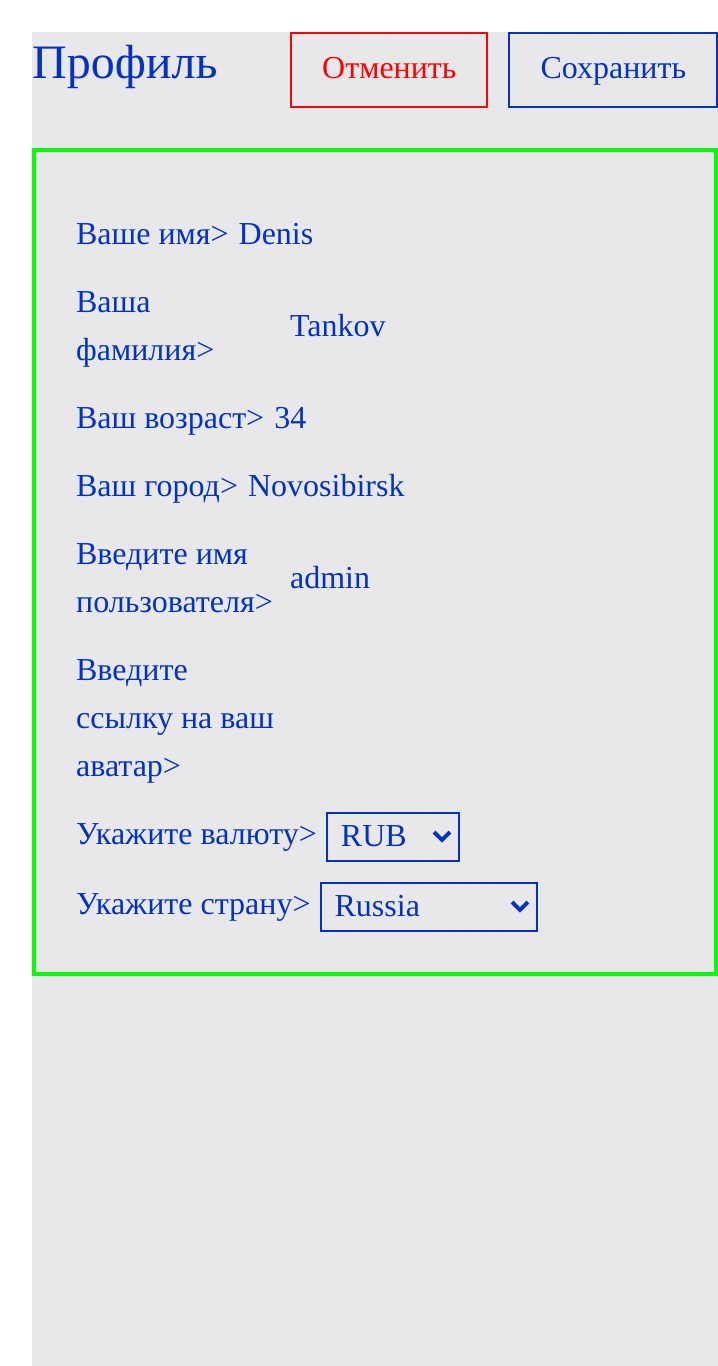 Профиль Отменить Сохранить
Ваше имя> Denis
Ваша
фамилия> Tankov
Ваш возраст> 34
Ваш город> Novosibirsk
Введите имя
пользователя> admin
Введите
ссылку на ваш
аватар>
Укажите валюту> RUB
Укажите страну> Russia